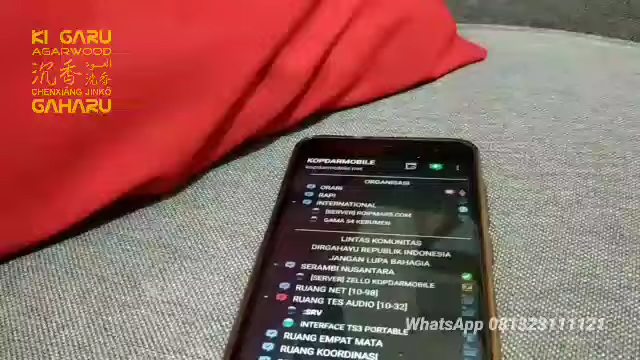 KI GARU
AGARWOOD
沉香
CHENXIANG JINKŌ
GAHARU
KOPDARMOBILE
kopdarmobile.net
ORGANISASI
ORARI
RAPI
INTERNATIONAL
[SERVER] ROIPMARS.COM
GAMA 34 KEBUMEN
LINTAS KOMUNITAS
DIRGAHAYU REPUBLIK INDONESIA
JANGAN LUPA BAHAGIA
SERAMBI NUSANTARA
[SERVER] ZELLO KOPDARMOBILE
RUANG NET [10-98]
RUANG TES AUDIO [10-32]
:SRV
INTERFACE TS3 PORTABLE
RUANG EMPAT MATA
RUANG KOORDINASI
WhatsApp 081323111121